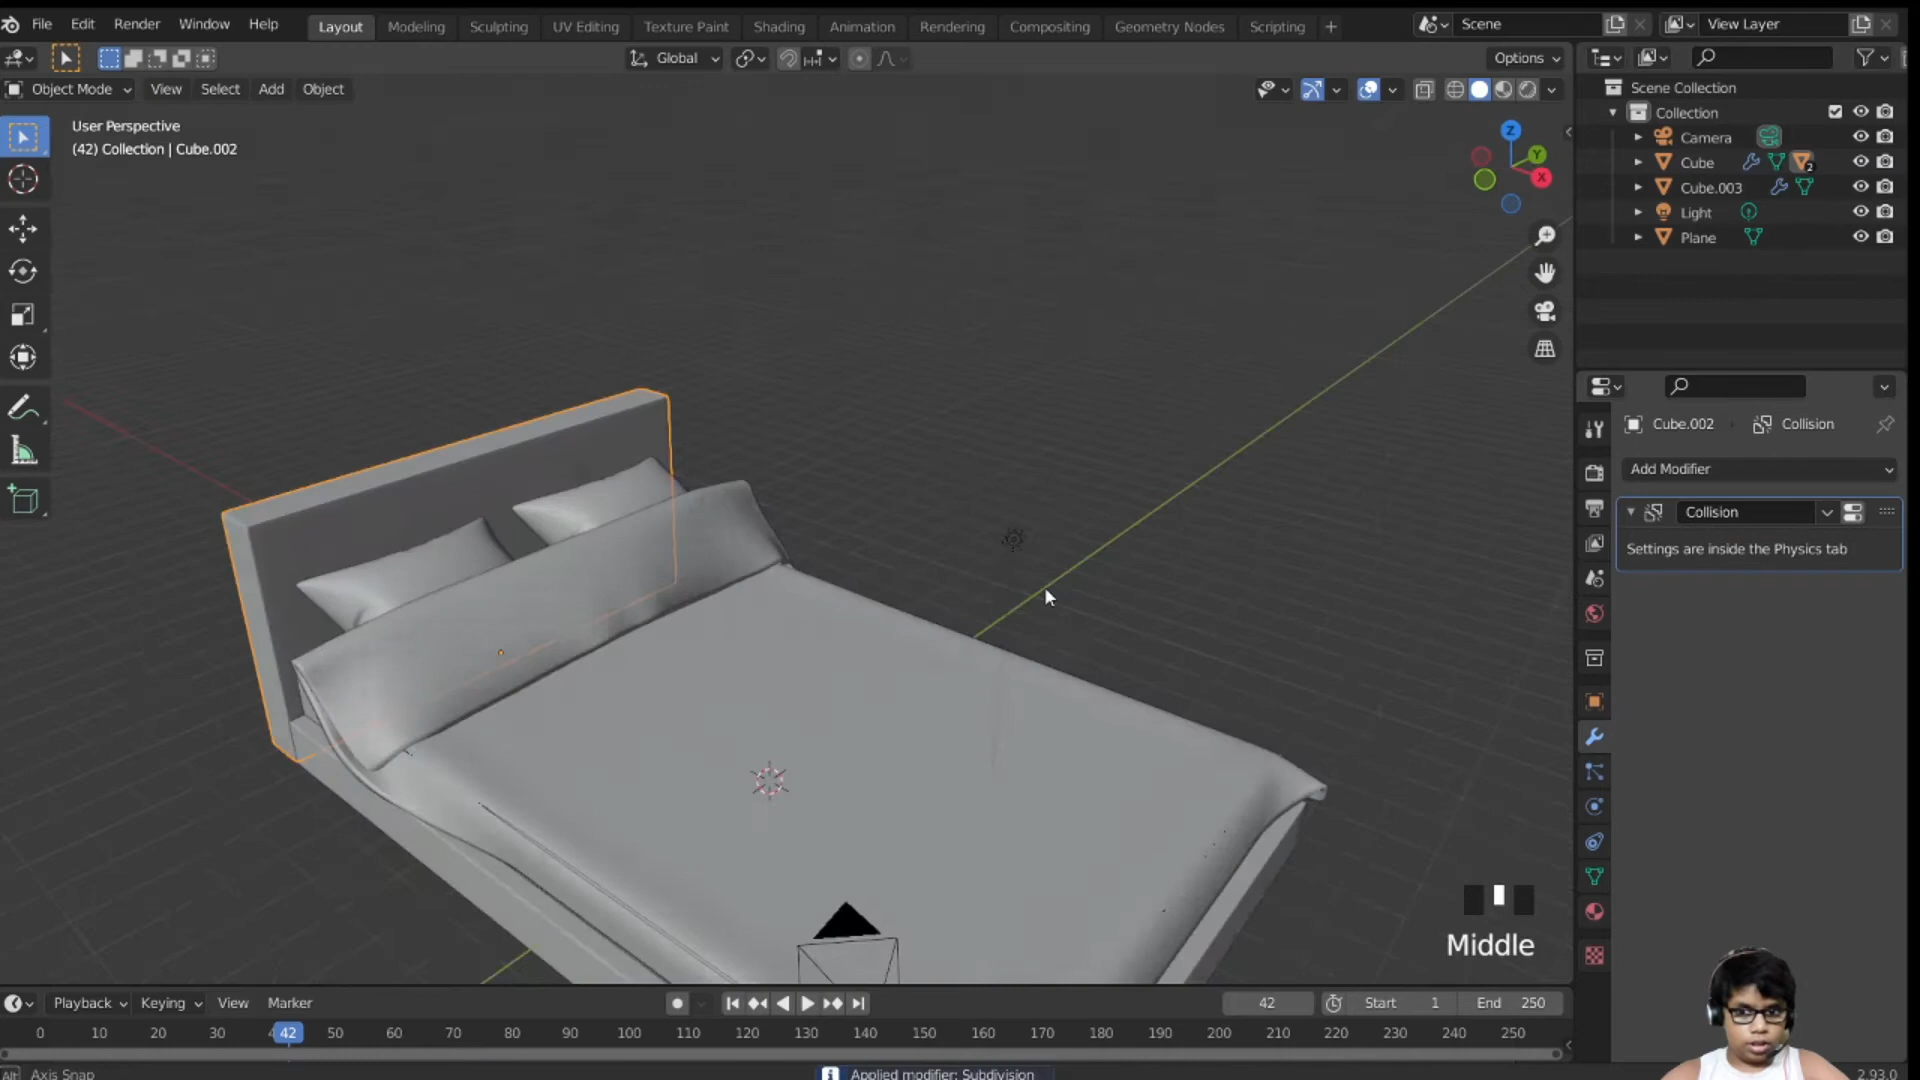 File Edit Render Window Help
Layout Modeling Sculpting UV Editing Texture Paint Shading Animation Rendering Compositing Geometry Nodes Scripting +
Scene View Layer
Global Options
Object Mode View Select Add Object
User Perspective
(42) Collection | Cube.002
Z
Y
X
Scene Collection
Collection
Camera
Cube 2
Cube.003
Light
Plane
Cube.002 Collision
Add Modifier
Collision
Settings are inside the Physics tab
Middle
Playback Keying View Marker 42 Start 1 End 250
0 10 20 30 4 42 50 60 70 80 90 100 110 120 130 140 150 160 170 180 190 200 210 220 230 240 250
Alt Axis Snap Applied modifier: Subdivision 2.93.0